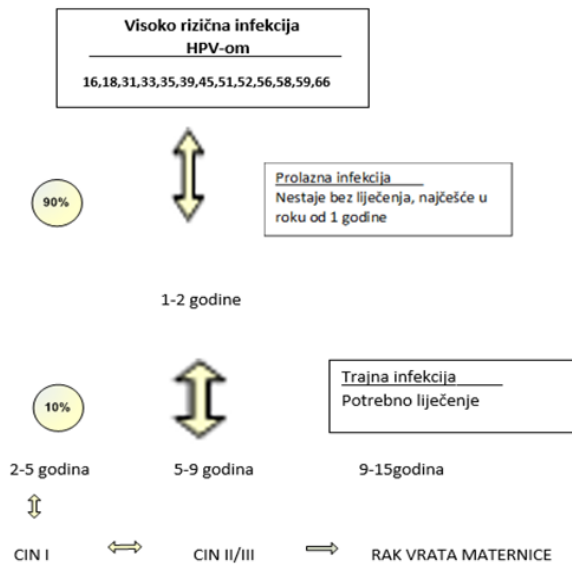 Visoko rizična infekcija
HPV-om
16,18,31,33,35,39,45,51,52,56,58,59,66
90%
Prolazna infekcija
Nestaje bez liječenja, najčešće u
roku od 1 godine
1-2 godine
10%
Trajna infekcija
Potrebno liječenje
2-5 godina
5-9 godina
9-15godina
CIN I
CIN II/III
RAK VRATA MATERNICE